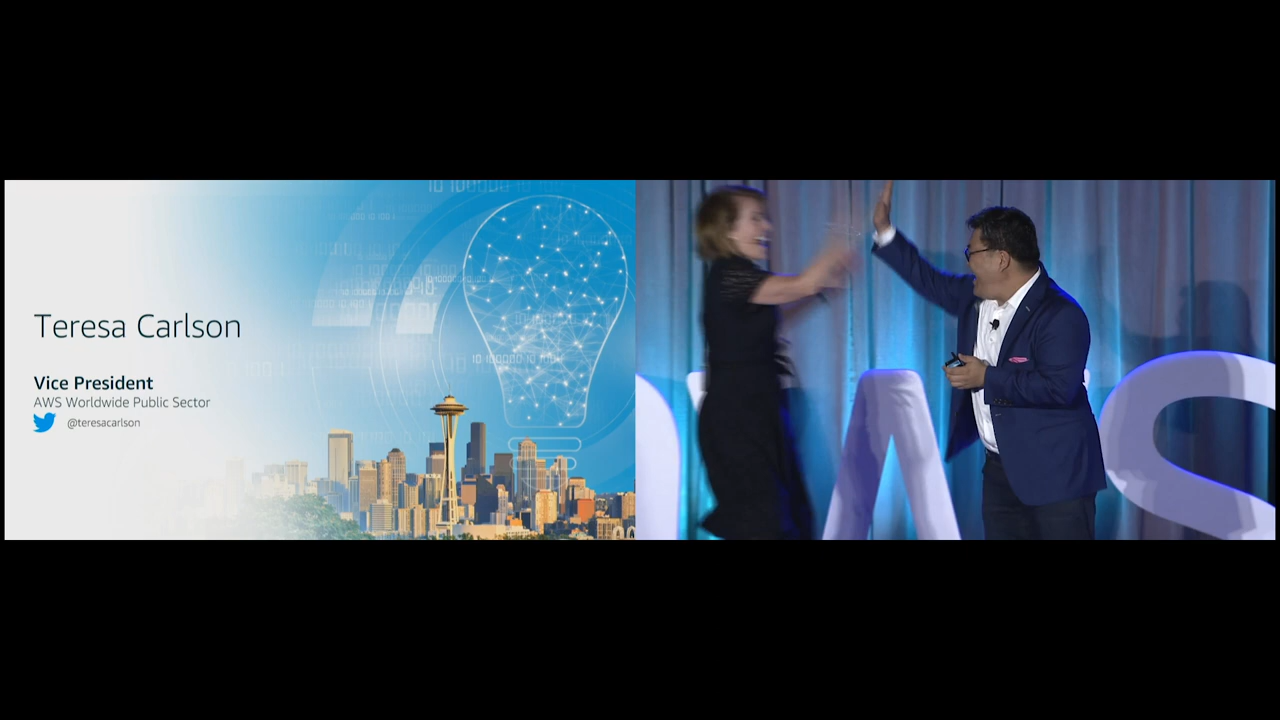 Teresa Carlson
Vice President
AWS Worldwide Public Sector
@teresacarlson